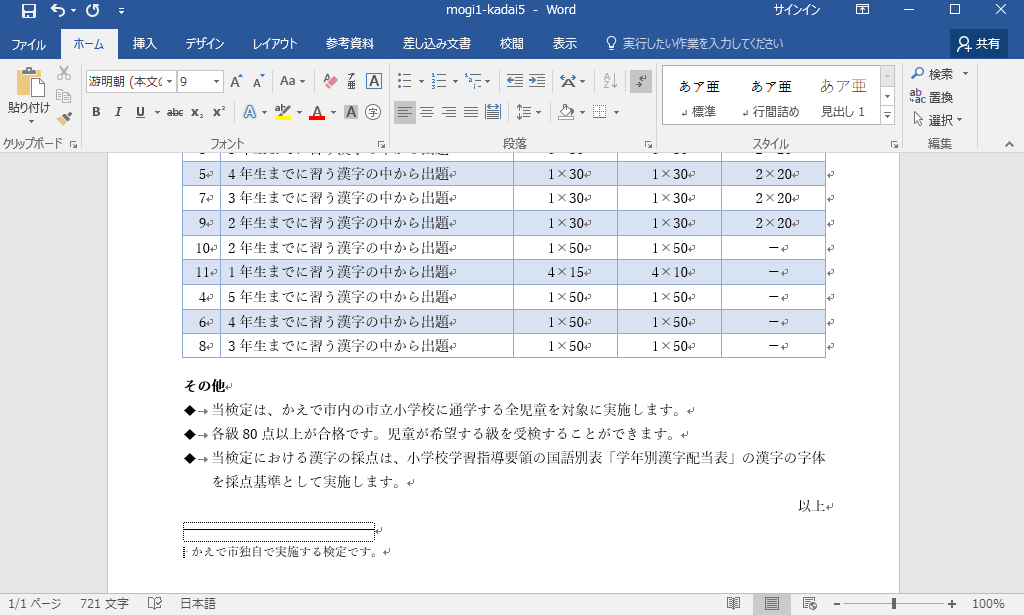 mogi1-kadai5 - Word
サインイン
ファイル ホーム 挿入 デザイン レイアウト 参考資料 差し込み文書 校閲 表示 実行したい作業を入力してください 共有
貼り付け
游明朝 (本文( 9
A A Aa A
B I U abc x₂ x² A ab A A 字
あア亜 標準
あア亜 行間詰め
あア亜 見出し 1
検索
置換
選択
クリップボード フォント 段落 スタイル 編集
5 4 年生までに習う漢字の中から出題 1×30 1×30 2×20
7 3 年生までに習う漢字の中から出題 1×30 1×30 2×20
9 2 年生までに習う漢字の中から出題 1×30 1×30 2×20
10 2 年生までに習う漢字の中から出題 1×50 1×50 －
11 1 年生までに習う漢字の中から出題 4×15 4×10 －
4 5 年生までに習う漢字の中から出題 1×50 1×50 －
6 4 年生までに習う漢字の中から出題 1×50 1×50 －
8 3 年生までに習う漢字の中から出題 1×50 1×50 －
その他
◆→当検定は、かえで市内の市立小学校に通学する全児童を対象に実施します。
◆→各級 80 点以上が合格です。児童が希望する級を受検することができます。
◆→当検定における漢字の採点は、小学校学習指導要領の国語別表「学年別漢字配当表」の漢字の字体
を採点基準として実施します。
以上
かえで市独自で実施する検定です。
1/1 ページ 721 文字 日本語 100%